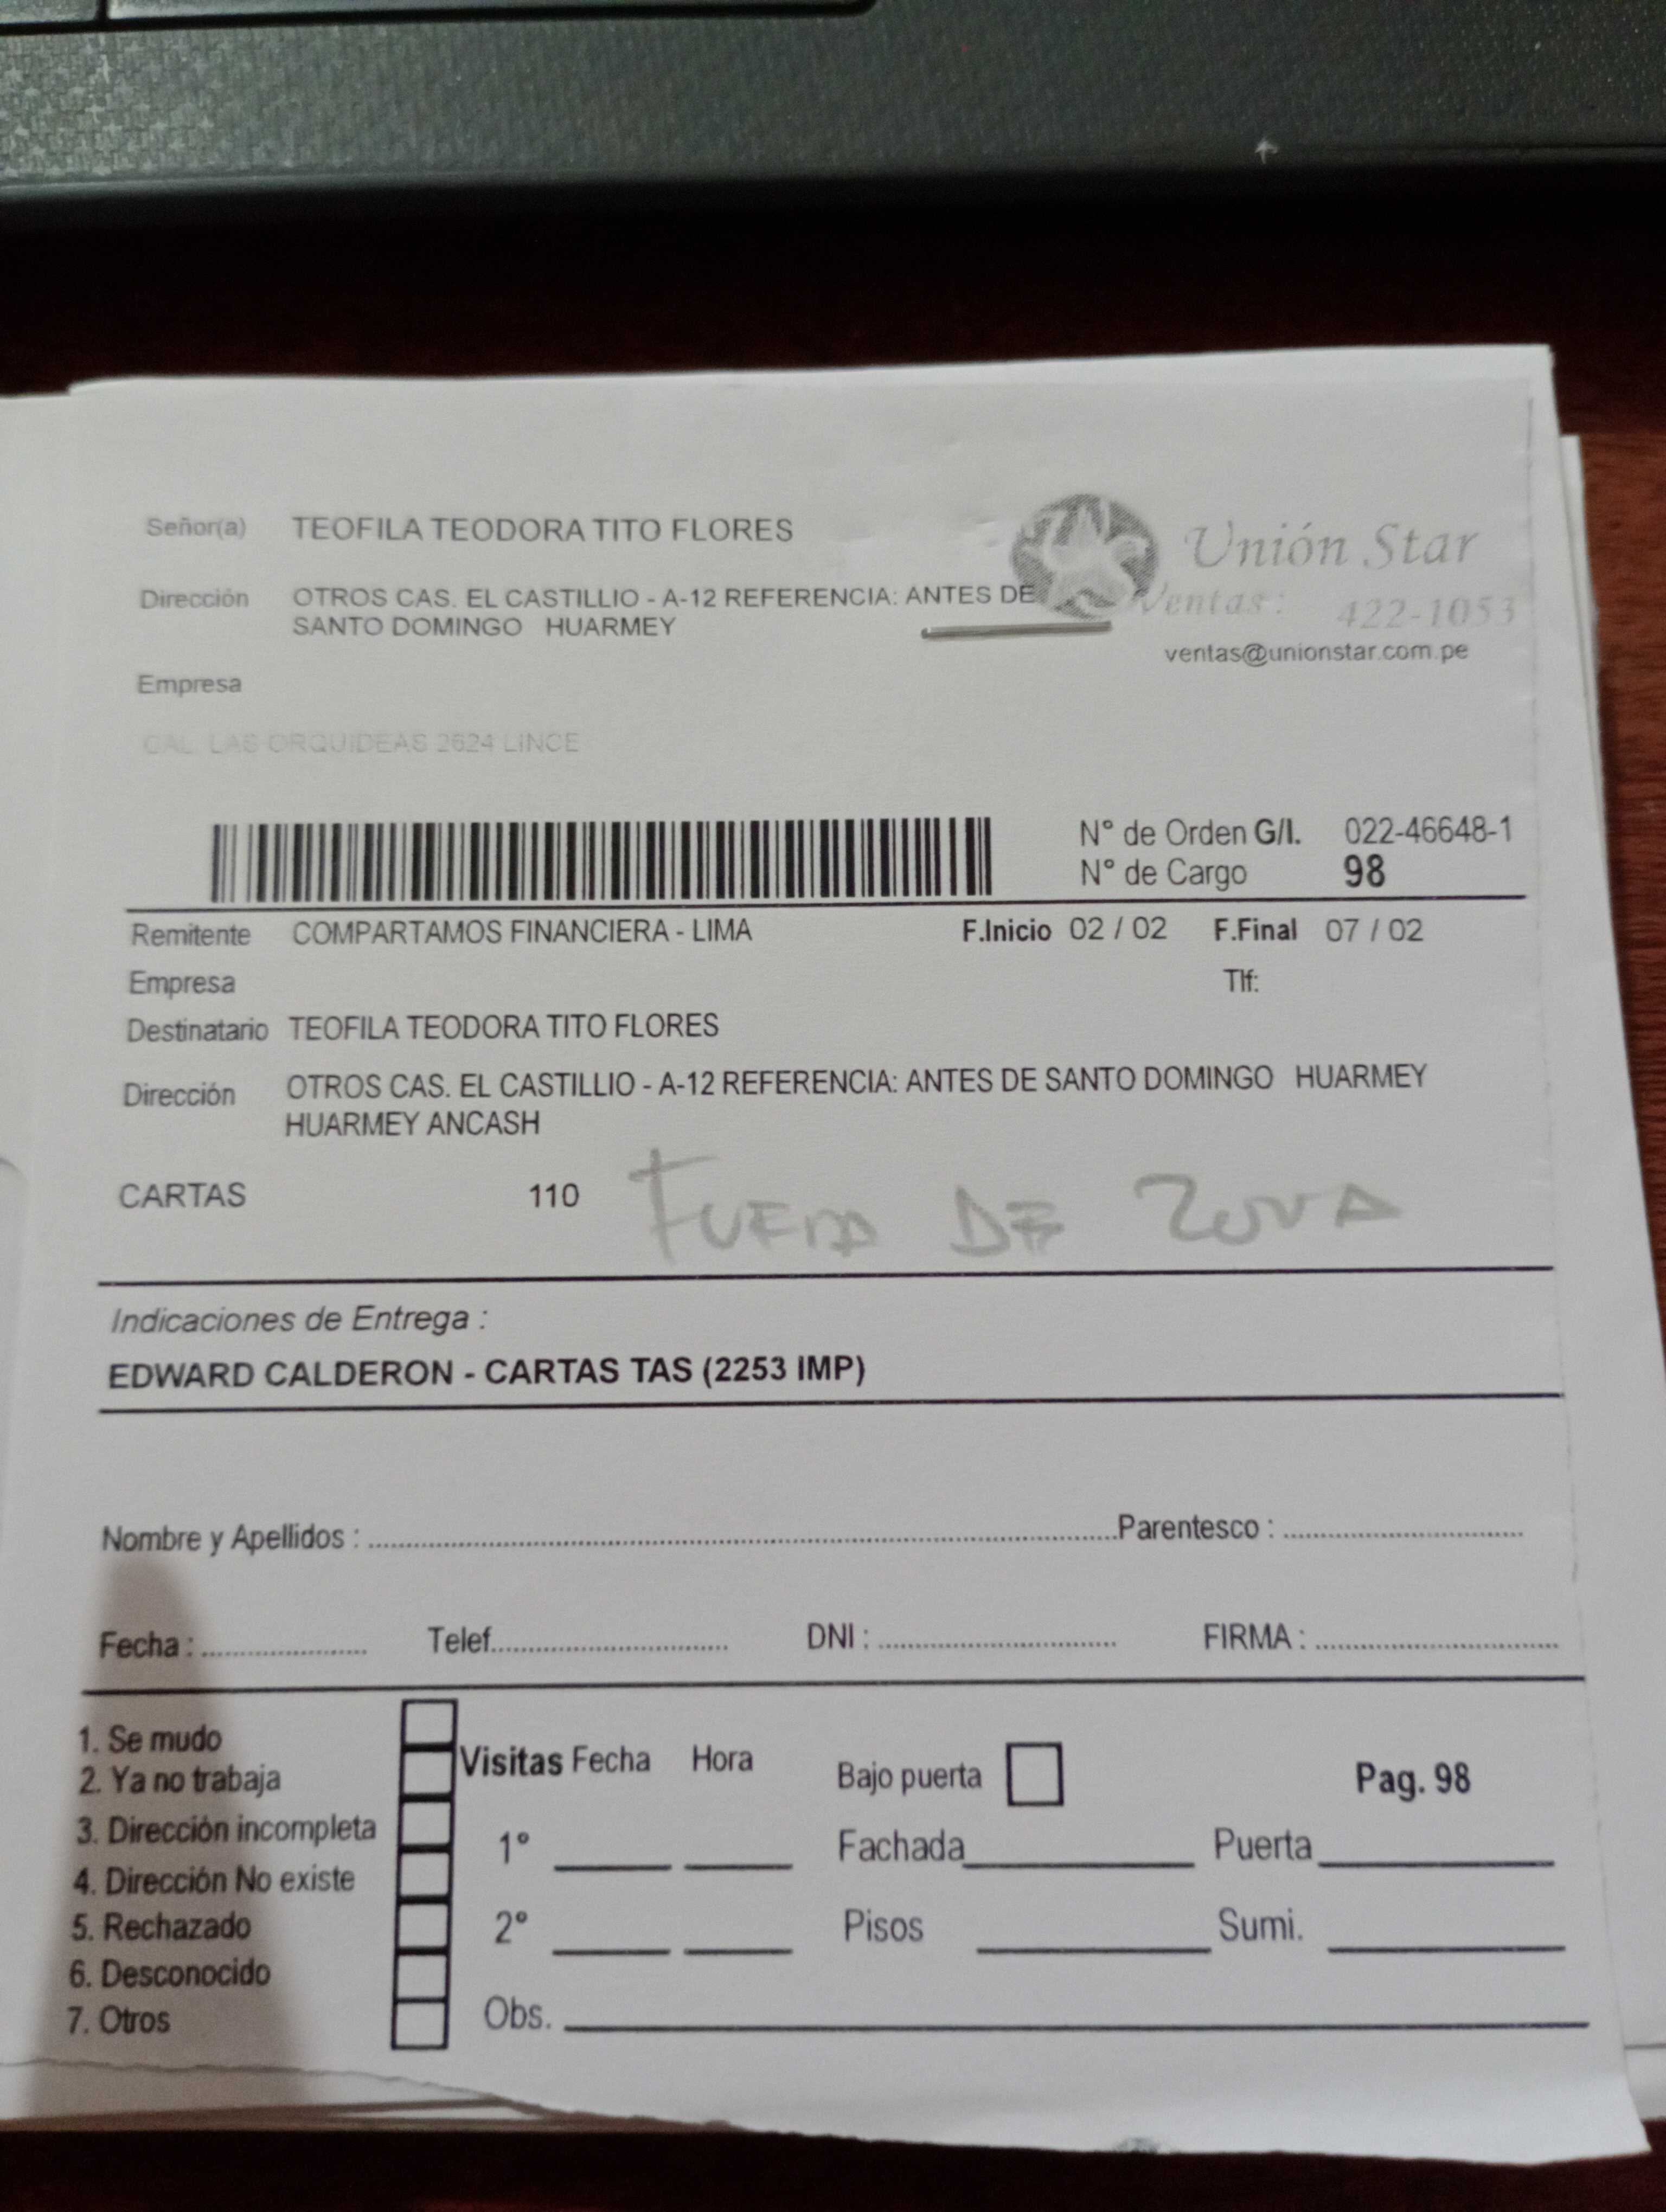 Señor(a) TEOFILA TEODORA TITO FLORES
Unión Star
Dirección OTROS CAS. EL CASTILLIO - A-12 REFERENCIA: ANTES DE
SANTO DOMINGO HUARMEY
Ventas: 422-1053
ventas@unionstar.com.pe
Empresa
CAL. LAS ORQUIDEAS 2624 LINCE
N° de Orden G/I. 022-46648-1
N° de Cargo 98
Remitente COMPARTAMOS FINANCIERA - LIMA F.Inicio 02 / 02 F.Final 07 / 02
Empresa Tlf:
Destinatario TEOFILA TEODORA TITO FLORES
Dirección OTROS CAS. EL CASTILLIO - A-12 REFERENCIA: ANTES DE SANTO DOMINGO HUARMEY
HUARMEY ANCASH
CARTAS 110 FUERA DE ZONA
Indicaciones de Entrega :
EDWARD CALDERON - CARTAS TAS (2253 IMP)
Nombre y Apellidos : Parentesco :
Fecha : Telef. DNI : FIRMA :
1. Se mudo
2. Ya no trabaja
3. Dirección incompleta
4. Dirección No existe
5. Rechazado
6. Desconocido
7. Otros
Visitas Fecha Hora
1°
2°
Obs.
Bajo puerta Pag. 98
Fachada Puerta
Pisos Sumi.